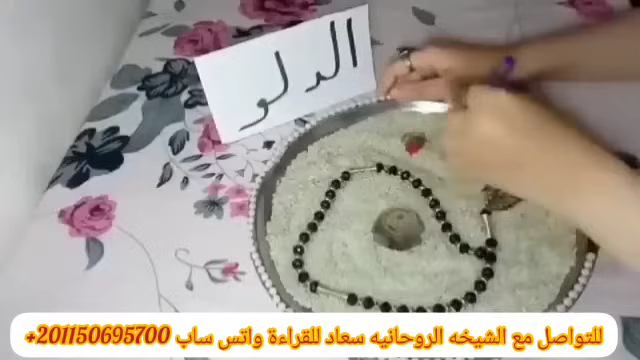 الدلو
للتواصل مع الشيخه الروحانيه سعاد للقراءة واتس ساب 201150695700+